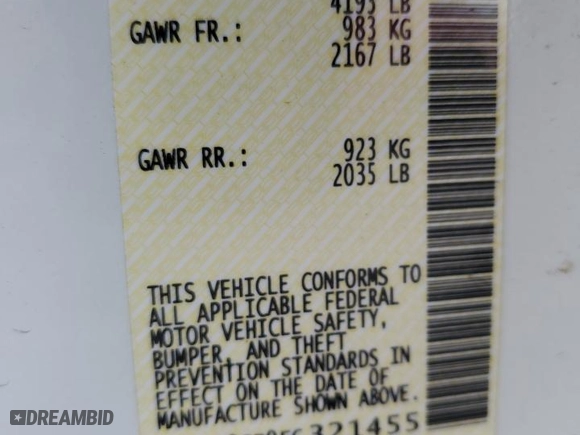 4193 LB
GAWR FR.: 983 KG
2167 LB
GAWR RR.: 923 KG
2035 LB
THIS VEHICLE CONFORMS TO
ALL APPLICABLE FEDERAL
MOTOR VEHICLE SAFETY,
BUMPER, AND THEFT
PREVENTION STANDARDS IN
EFFECT ON THE DATE OF
MANUFACTURE SHOWN ABOVE.
321455
DREAMBID